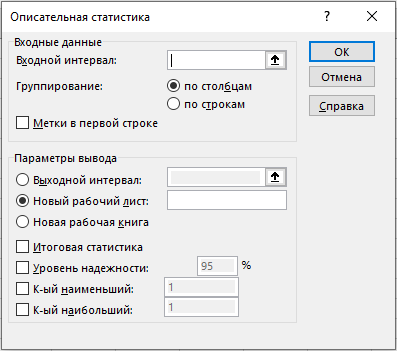 Описательная статистика ? ×
Входные данные
Входной интервал:
Группирование: по столбцам
по строкам
Метки в первой строке
OK
Отмена
Справка
Параметры вывода
Выходной интервал:
Новый рабочий лист:
Новая рабочая книга
Итоговая статистика
Уровень надежности: 95 %
К-ый наименьший: 1
К-ый наибольший: 1